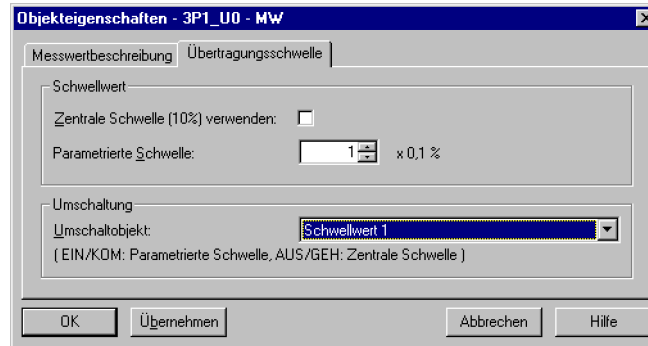 Objekteigenschaften - 3P1_U0 - MW
Messwertbeschreibung Übertragungsschwelle
Schwellwert
Zentrale Schwelle (10%) verwenden:
Parametrierte Schwelle: 1 x 0,1 %
Umschaltung
Umschaltobjekt: Schwellwert 1
( EIN/KOM: Parametrierte Schwelle, AUS/GEH: Zentrale Schwelle )
OK Übernehmen Abbrechen Hilfe